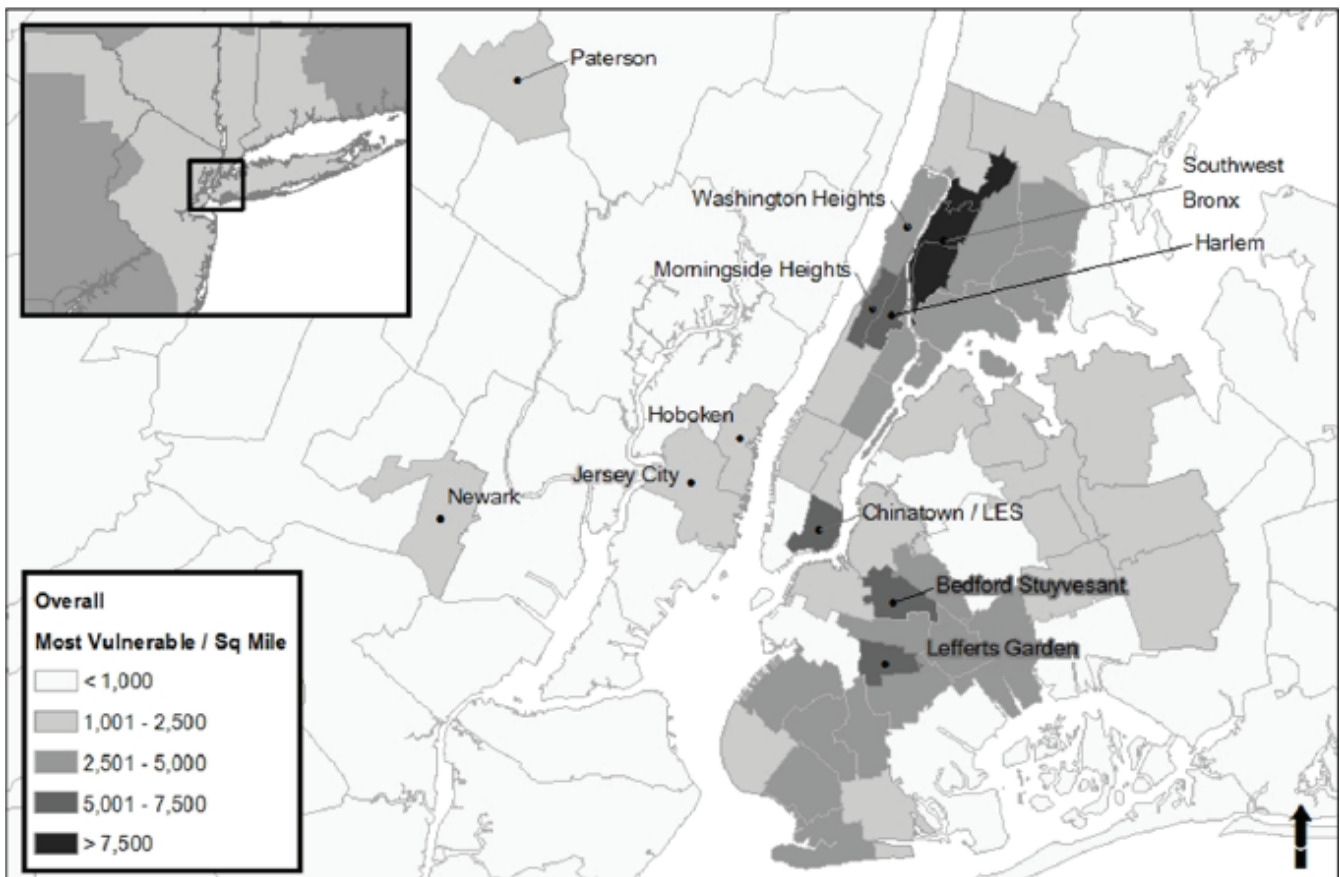 Paterson
Southwest
Bronx
Washington Heights
Harlem
Morningside Heights
Hoboken
Jersey City
Newark
Chinatown / LES
Bedford Stuyvesant
Lefferts Garden
Overall
Most Vulnerable / Sq Mile
< 1,000
1,001 - 2,500
2,501 - 5,000
5,001 - 7,500
> 7,500